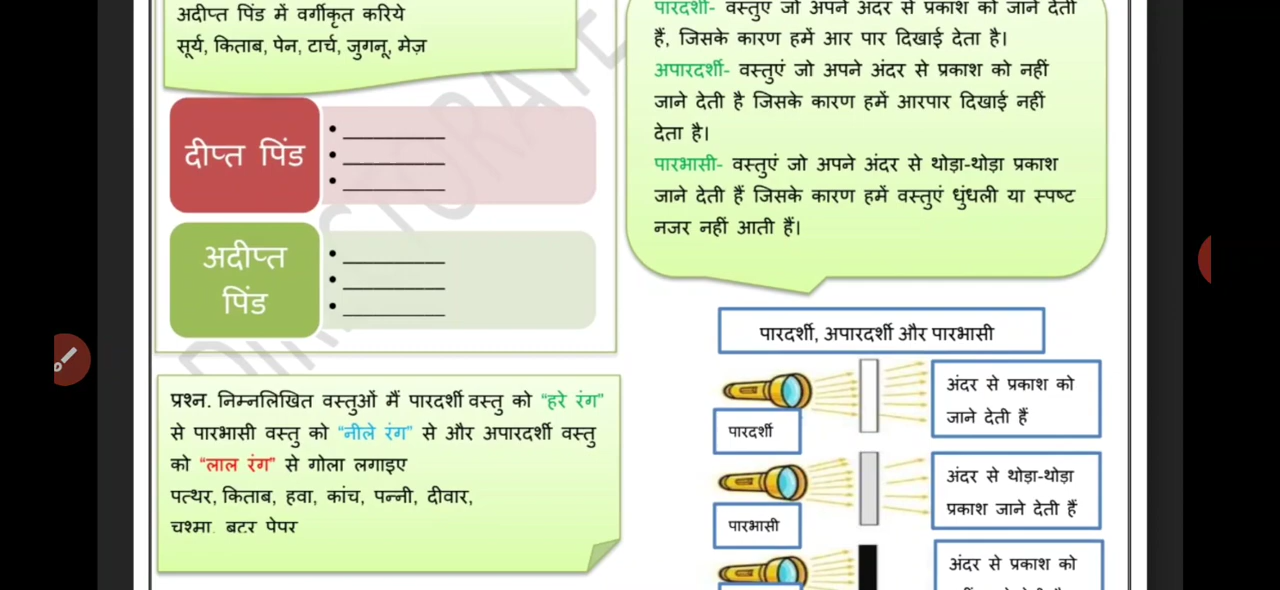 अदीप्त पिंड में वर्गीकृत करिये
सूर्य, किताब, पेन, टार्च, जुगनू, मेज़
दीप्त पिंड
अदीप्त
पिंड
प्रश्न. निम्नलिखित वस्तुओं मैं पारदर्शी वस्तु को “हरे रंग”
से पारभासी वस्तु को “नीले रंग” से और अपारदर्शी वस्तु
को “लाल रंग” से गोला लगाइए
पत्थर, किताब, हवा, कांच, पन्नी, दीवार,
चश्मा, बटर पेपर
पारदर्शी- वस्तुएं जो अपने अंदर से प्रकाश को जाने देती
हैं, जिसके कारण हमें आर पार दिखाई देता है।
अपारदर्शी- वस्तुएं जो अपने अंदर से प्रकाश को नहीं
जाने देती है जिसके कारण हमें आरपार दिखाई नहीं
देता है।
पारभासी- वस्तुएं जो अपने अंदर से थोड़ा-थोड़ा प्रकाश
जाने देती हैं जिसके कारण हमें वस्तुएं धुंधली या स्पष्ट
नजर नहीं आती हैं।
पारदर्शी, अपारदर्शी और पारभासी
पारदर्शी
अंदर से प्रकाश को
जाने देती हैं
पारभासी
अंदर से थोड़ा-थोड़ा
प्रकाश जाने देती हैं
अंदर से प्रकाश को